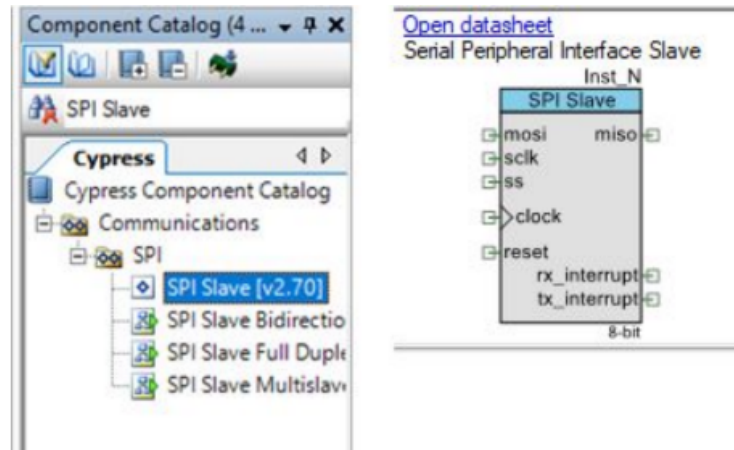 Component Catalog (4 ...
SPI Slave
Cypress
Cypress Component Catalog
Communications
SPI
SPI Slave [v2.70]
SPI Slave Bidirectio
SPI Slave Full Duple
SPI Slave Multislav
Open datasheet
Serial Peripheral Interface Slave
Inst_N
SPI Slave
mosi miso
sclk
ss
clock
reset
rx_interrupt
tx_interrupt
8-bit